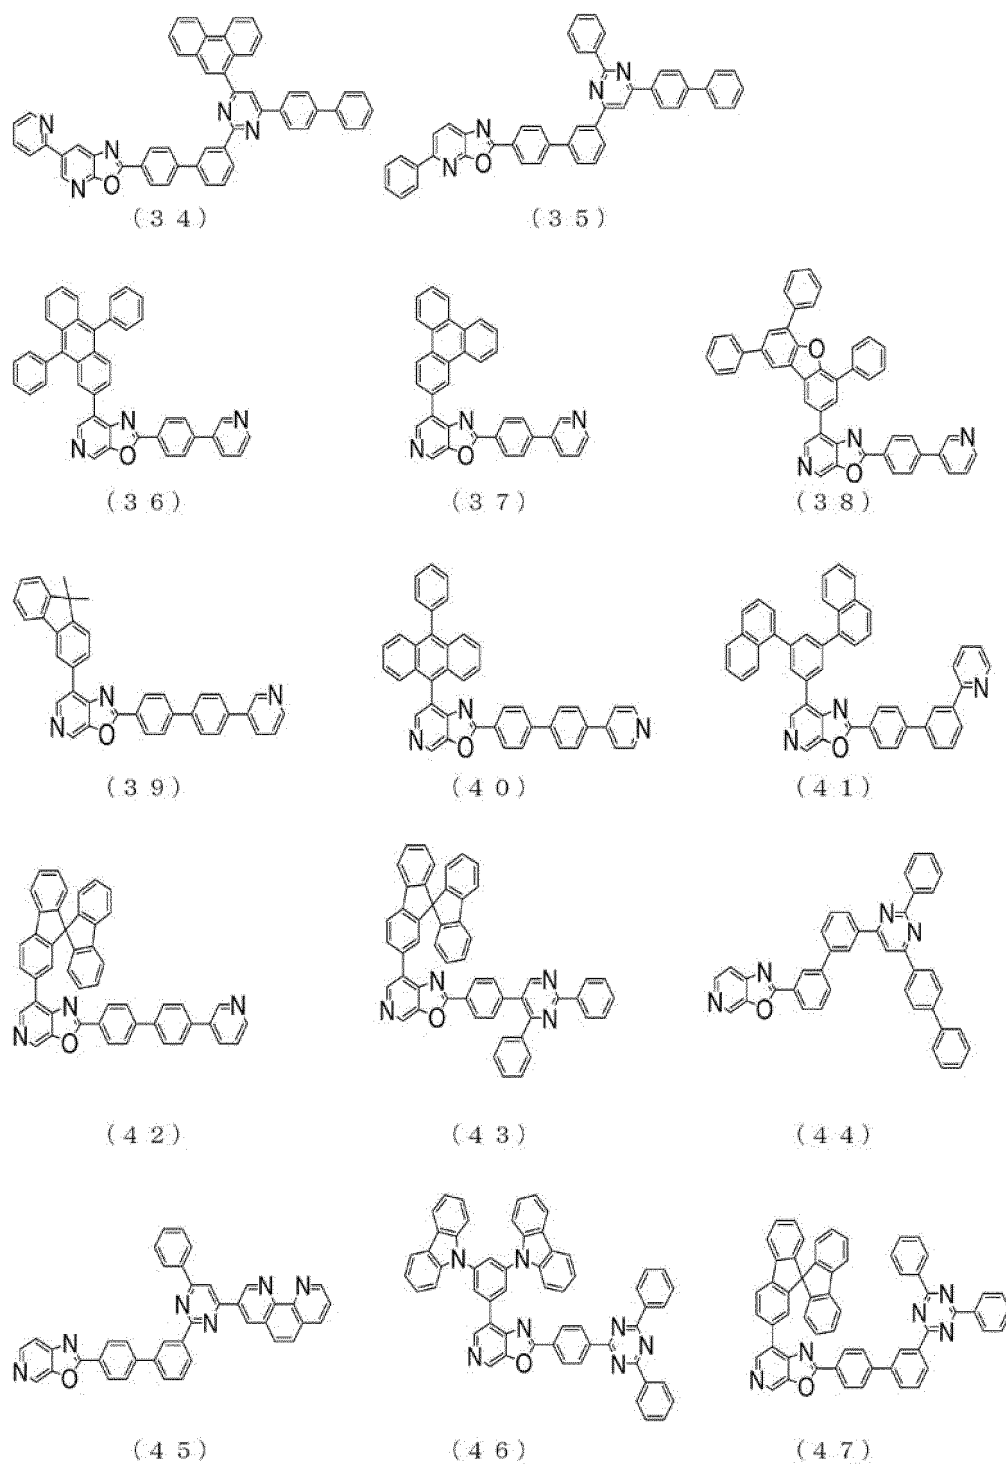 N N N N O N
N N N N O
(34) (35)
N N O N
N N O N
O N N O N
(36) (37) (38)
N N O N
N N O N
N N O N
(39) (40) (41)
N N O N
N N O N N
N N N N O
(42) (43) (44)
N N N N N O
N N N N O N N N
N N N N N O
(45) (46) (47)